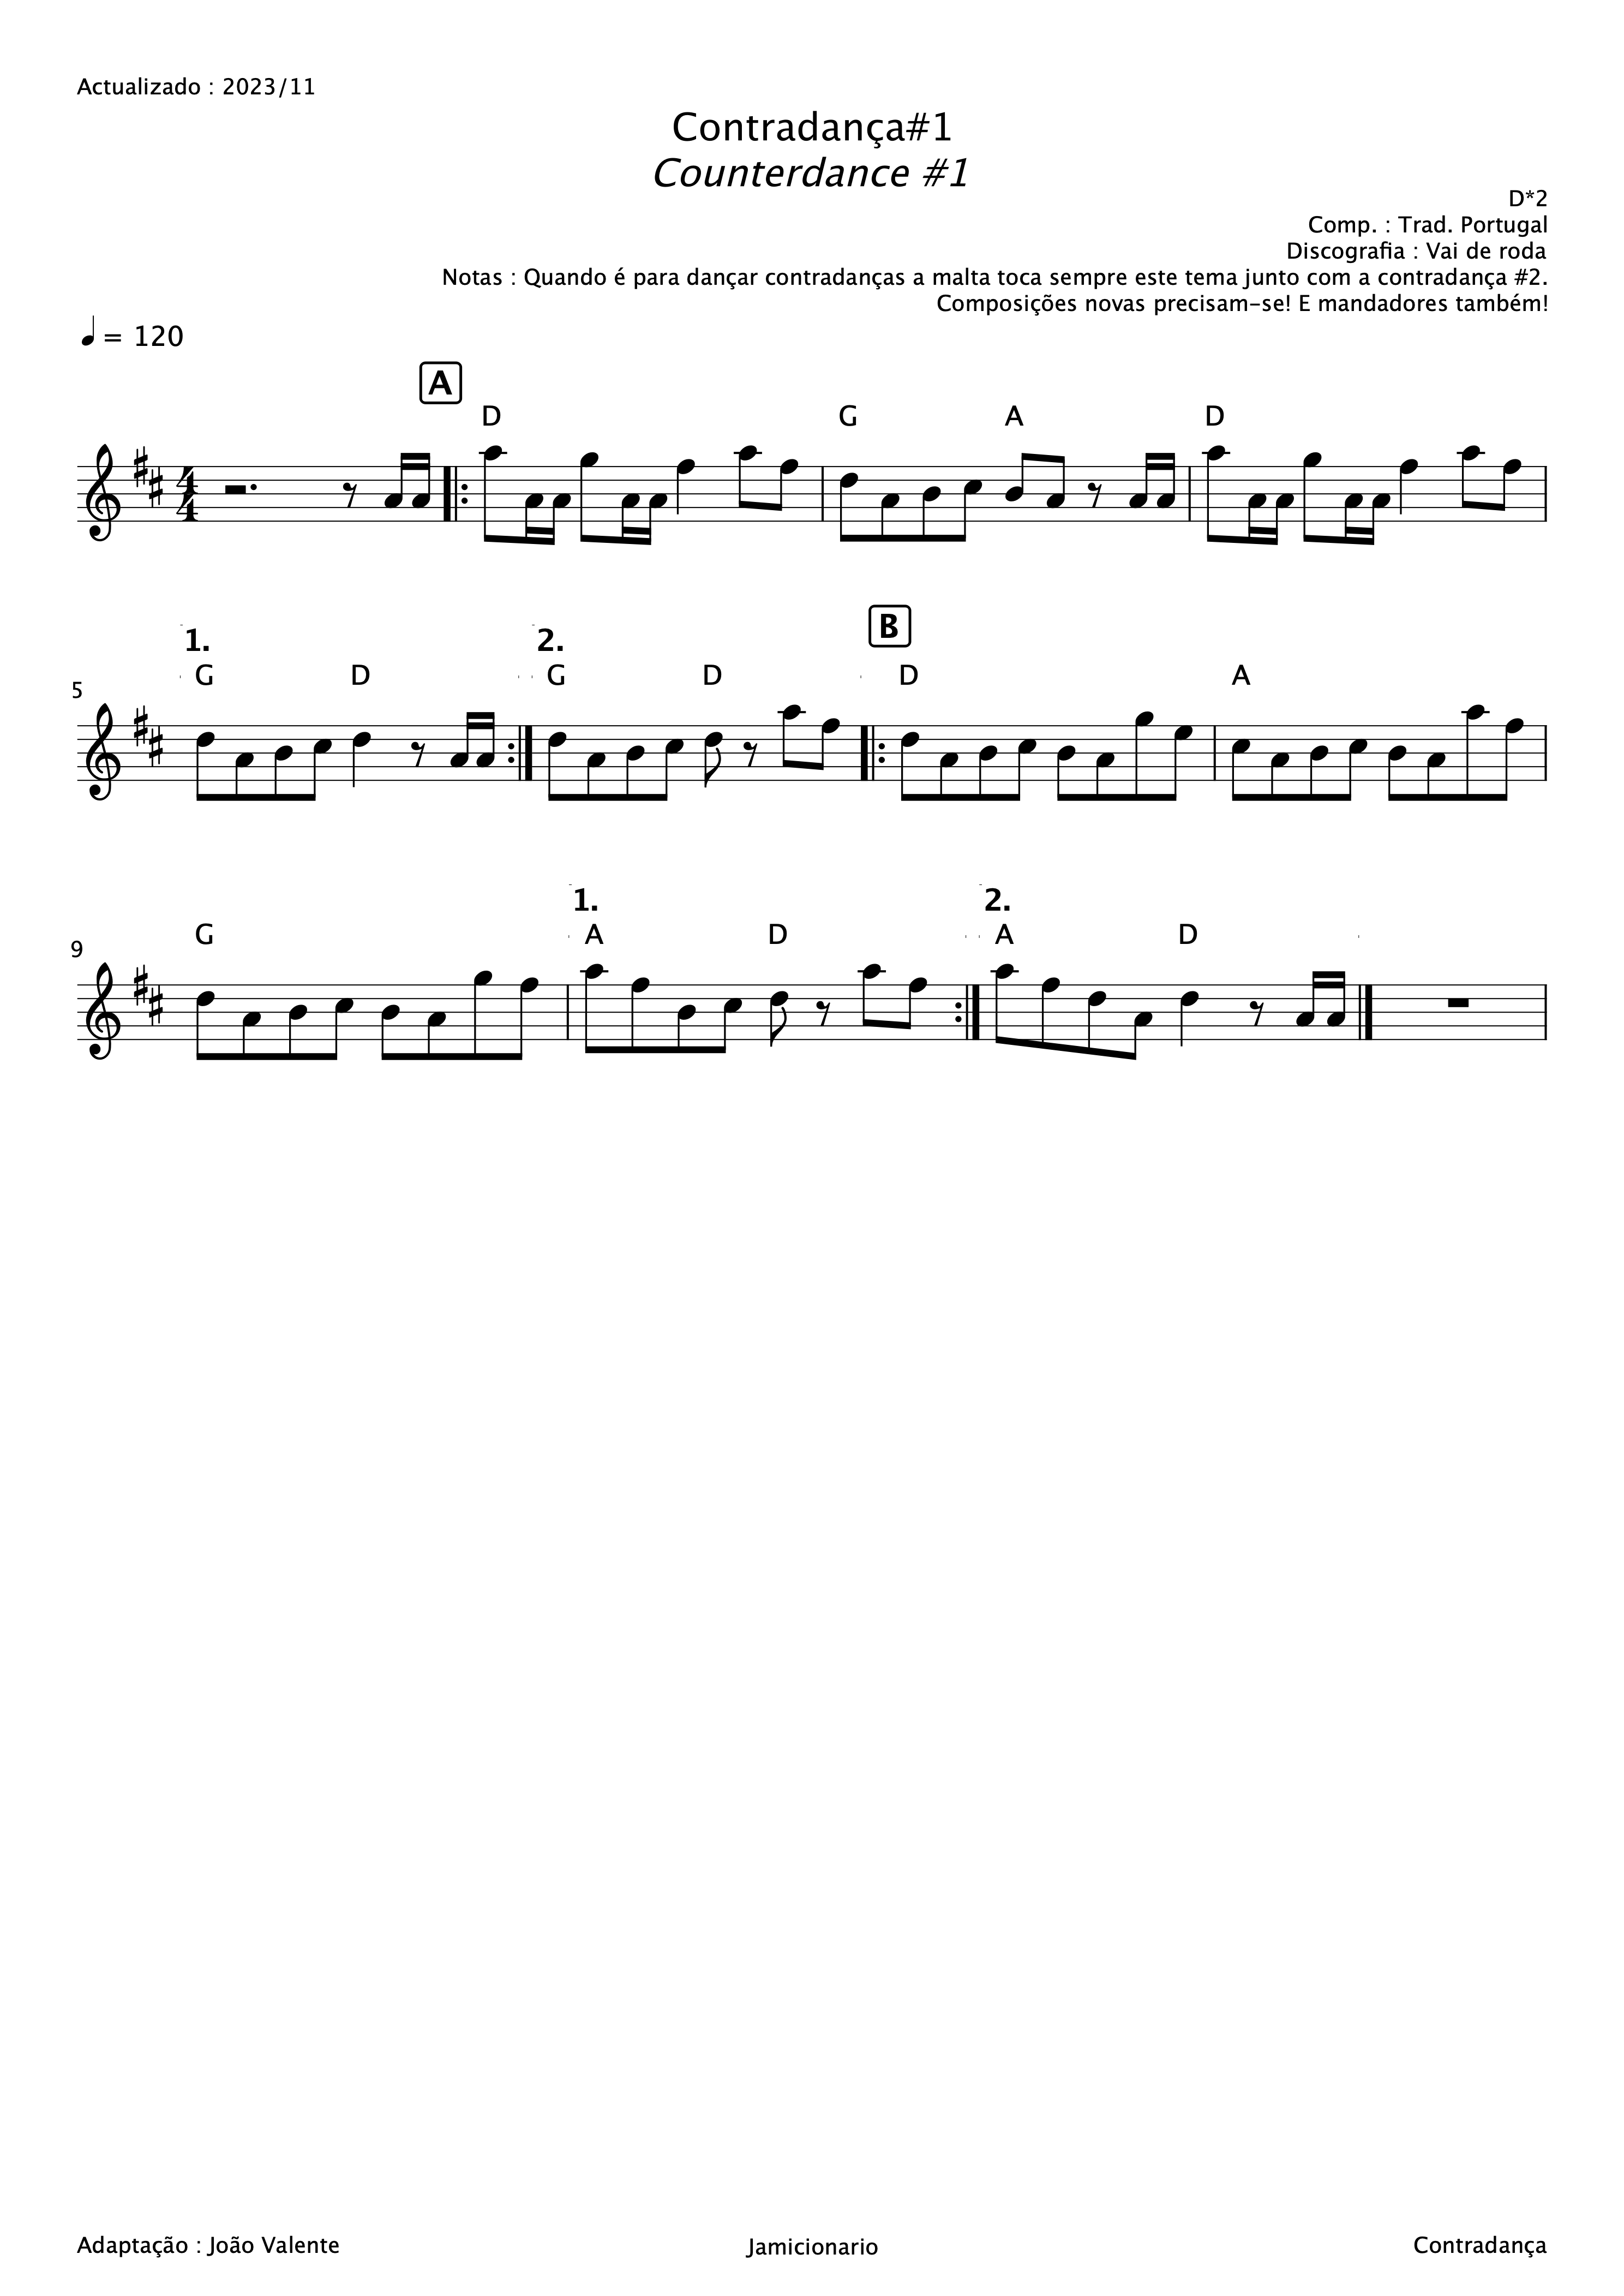 Actualizado : 2023/11
Contradança#1
Counterdance #1
D*2
Comp. : Trad. Portugal
Discografia : Vai de roda
Notas : Quando é para dançar contradanças a malta toca sempre este tema junto com a contradança #2.
Composições novas precisam-se! E mandadores também!
= 120
A
D G A D
4
4
1. 2. B
G D G D D A
5
1. 2.
G A D A D
9
Adaptação : João Valente Jamicionario Contradança